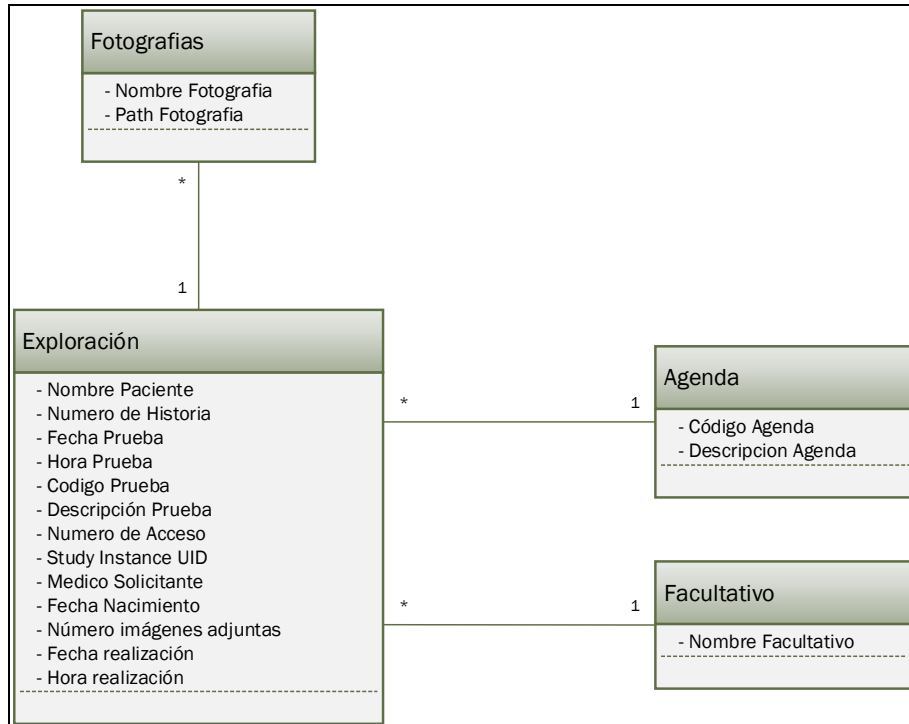 Fotografias
- Nombre Fotografia
- Path Fotografia
*
1
Exploración
- Nombre Paciente
- Numero de Historia
- Fecha Prueba
- Hora Prueba
- Codigo Prueba
- Descripción Prueba
- Numero de Acceso
- Study Instance UID
- Medico Solicitante
- Fecha Nacimiento
- Número imágenes adjuntas
- Fecha realización
- Hora realización
* 1
Agenda
- Código Agenda
- Descripcion Agenda
* 1
Facultativo
- Nombre Facultativo